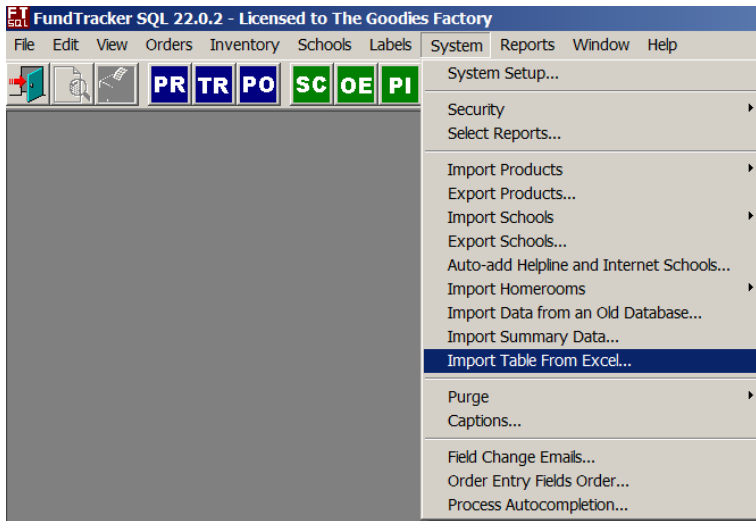 FT SQL FundTracker SQL 22.0.2 - Licensed to The Goodies Factory
File Edit View Orders Inventory Schools Labels System Reports Window Help
PR TR PO SC OE PI
System Setup...
Security
Select Reports...
Import Products
Export Products...
Import Schools
Export Schools...
Auto-add Helpline and Internet Schools...
Import Homerooms
Import Data from an Old Database...
Import Summary Data...
Import Table From Excel...
Purge
Captions...
Field Change Emails...
Order Entry Fields Order...
Process Autocompletion...